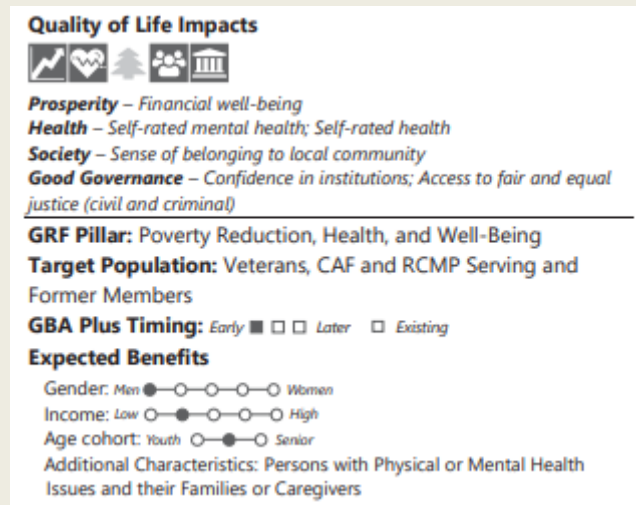 Quality of Life Impacts
Prosperity – Financial well-being
Health – Self-rated mental health; Self-rated health
Society – Sense of belonging to local community
Good Governance – Confidence in institutions; Access to fair and equal
justice (civil and criminal)
GRF Pillar: Poverty Reduction, Health, and Well-Being
Target Population: Veterans, CAF and RCMP Serving and
Former Members
GBA Plus Timing: Early ■ □ □ Later □ Existing
Expected Benefits
Gender: Men Women
Income: Low High
Age cohort: Youth Senior
Additional Characteristics: Persons with Physical or Mental Health
Issues and their Families or Caregivers